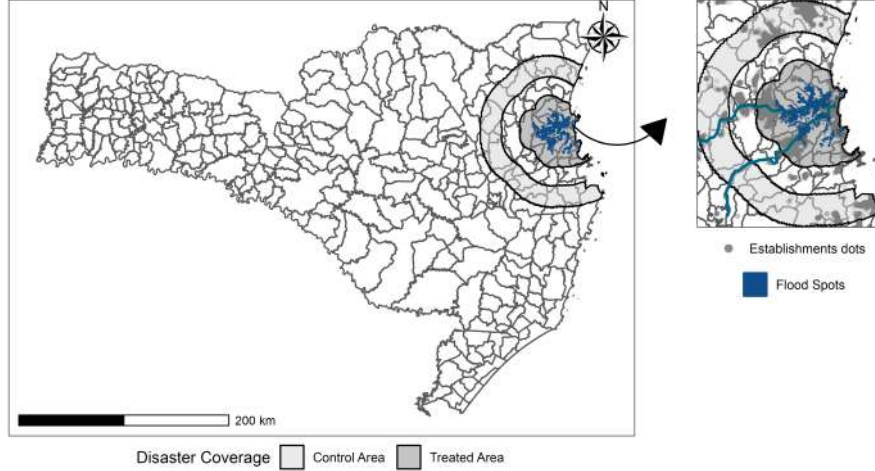 N
Establishments dots
Flood Spots
200 km
Disaster Coverage Control Area Treated Area